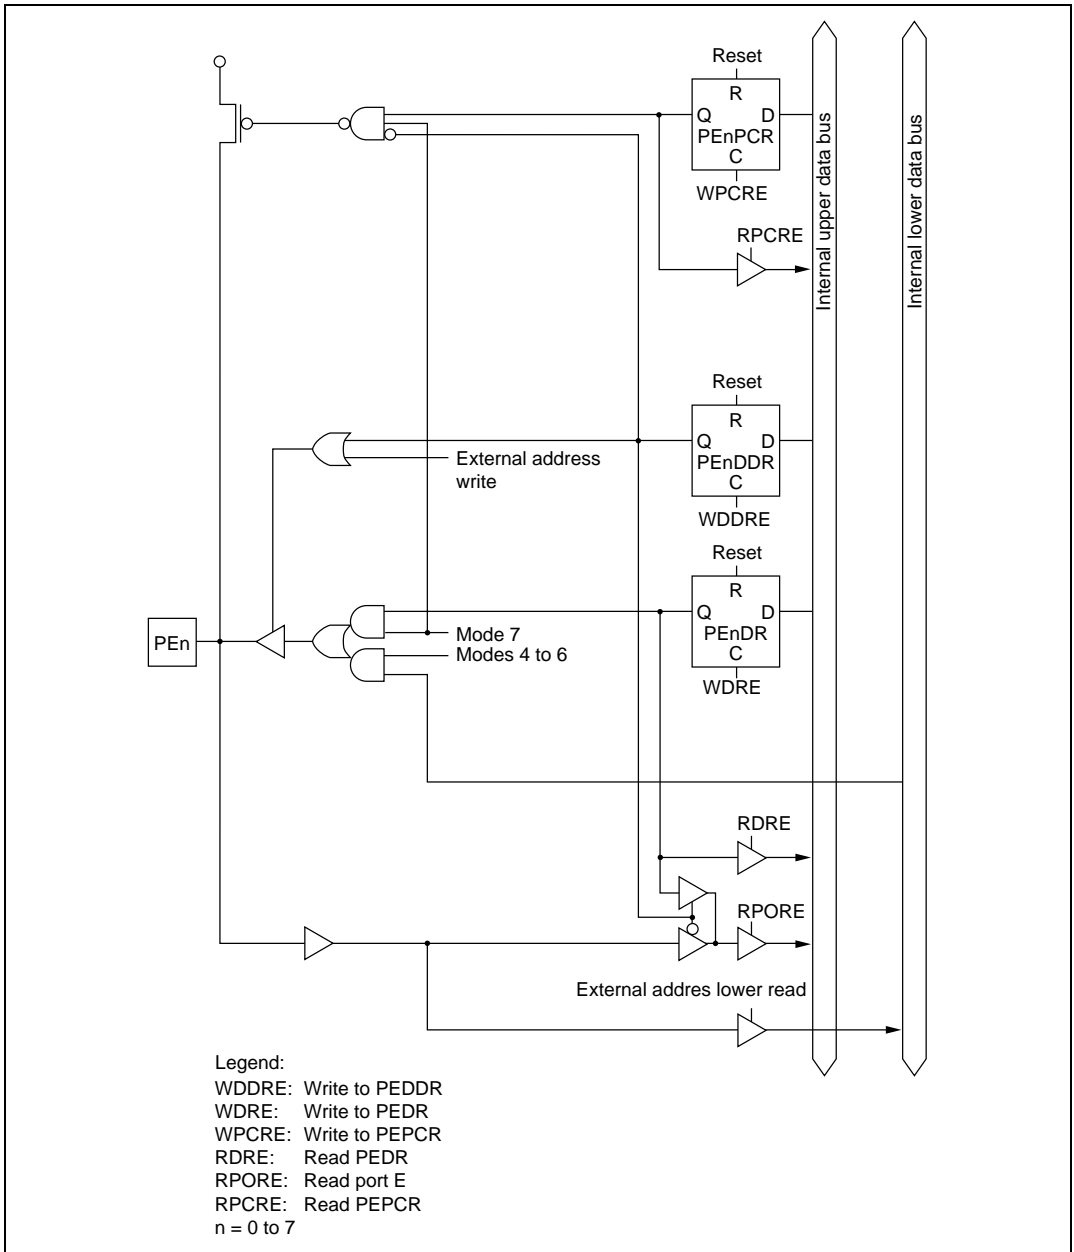 Reset
R
Q D
PEnPCR
C
WPCRE
RPCRE
Internal upper data bus
Internal lower data bus
Reset
R
Q D
PEnDDR
C
WDDRE
External address
write
Reset
R
Q D
PEnDR
C
WDRE
PEn
Mode 7
Modes 4 to 6
RDRE
RPORE
External addres lower read
Legend:
WDDRE: Write to PEDDR
WDRE: Write to PEDR
WPCRE: Write to PEPCR
RDRE: Read PEDR
RPORE: Read port E
RPCRE: Read PEPCR
n = 0 to 7